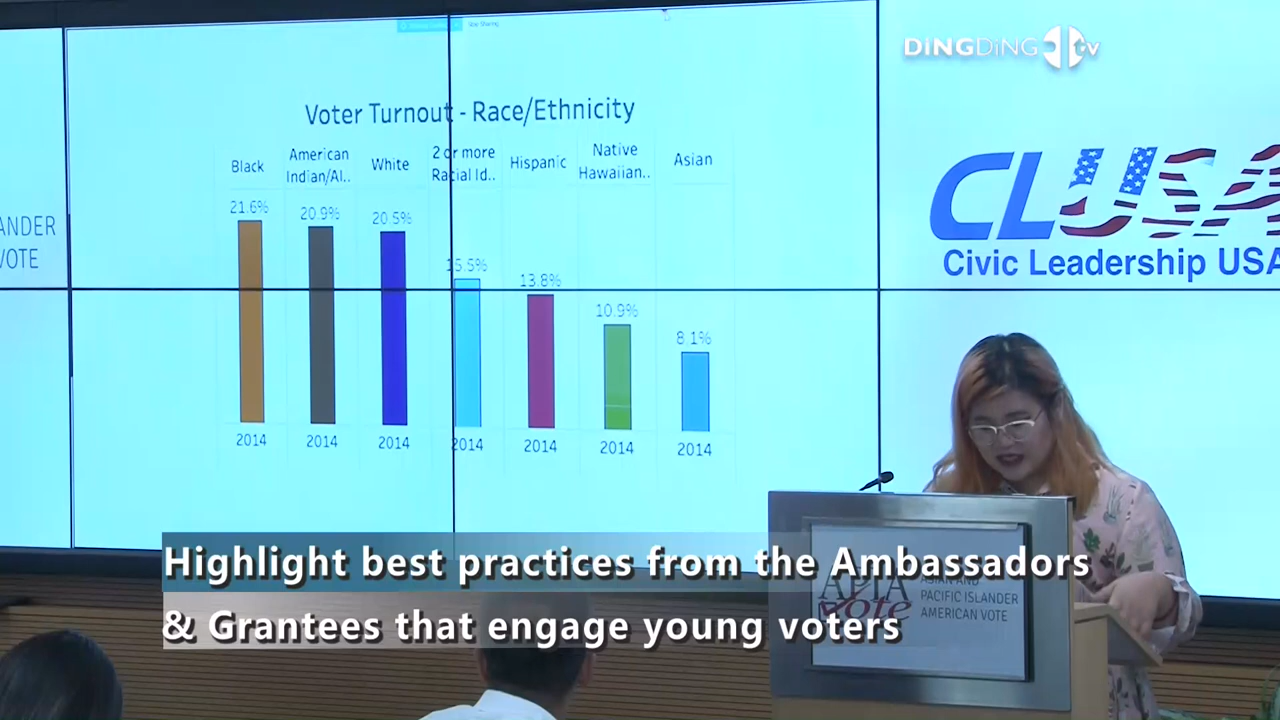 DiNGDiNG tv
Voter Turnout - Race/Ethnicity
Black
American
Indian/Al..
White
2 or more
Racial Id..
Hispanic
Native
Hawaiian..
Asian
21.6%
20.9%
20.5%
15.5%
13.8%
10.9%
8.1%
2014
2014
2014
2014
2014
2014
2014
ANDER
VOTE
CLUSA
Civic Leadership USA
Highlight best practices from the Ambassadors
& Grantees that engage young voters
APIA
Vote
ASIAN AND
PACIFIC ISLANDER
AMERICAN VOTE